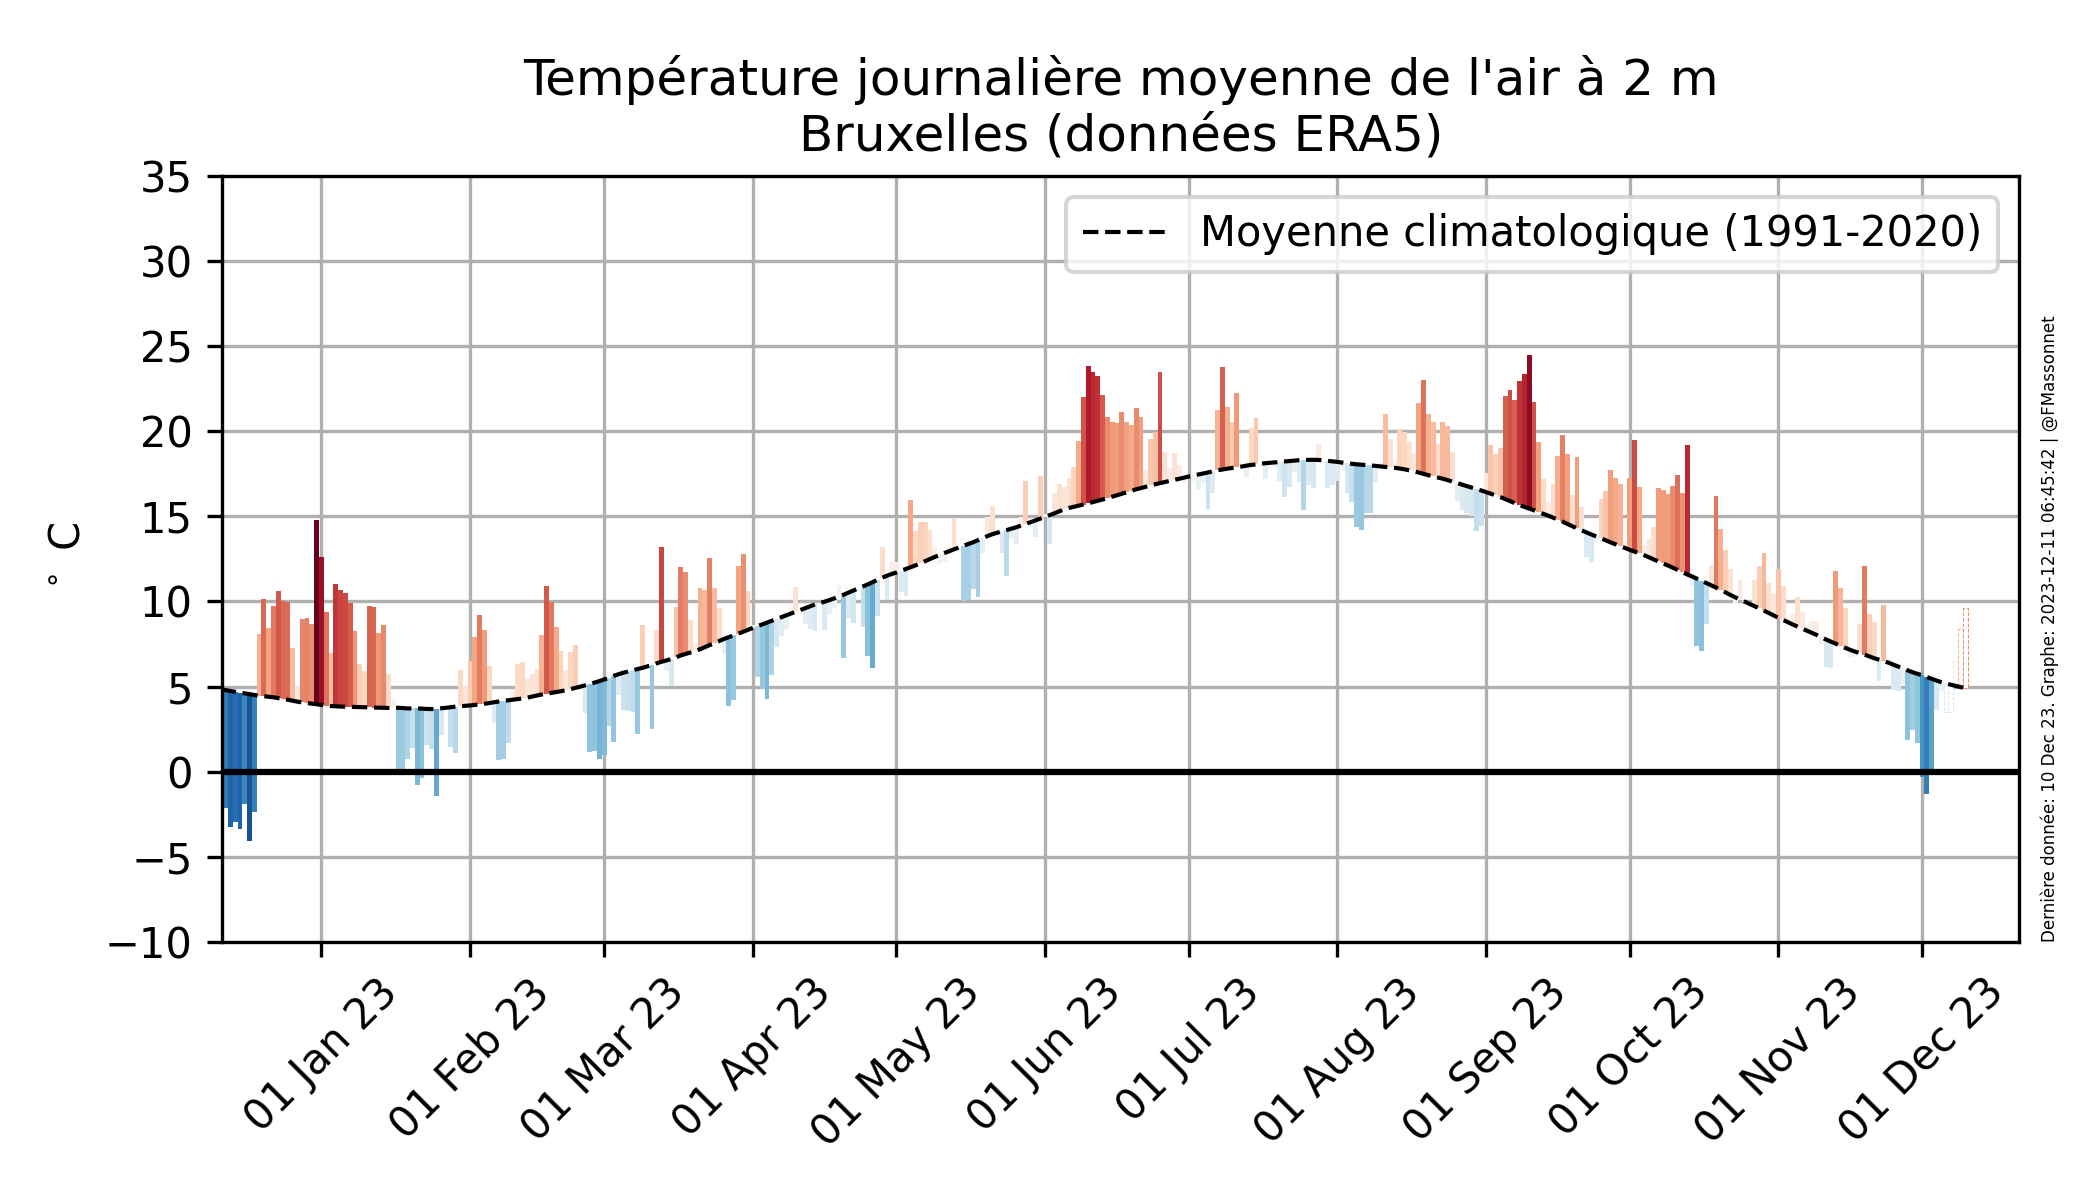 Température journalière moyenne de l'air à 2 m
Bruxelles (données ERA5)
35
30
25
20
15
10
5
0
−5
−10
° C
Moyenne climatologique (1991-2020)
01 Jan 23
01 Feb 23
01 Mar 23
01 Apr 23
01 May 23
01 Jun 23
01 Jul 23
01 Aug 23
01 Sep 23
01 Oct 23
01 Nov 23
01 Dec 23
Dernière donnée: 10 Dec 23. Graphe: 2023-12-11 06:45:42 | @FMassonnet